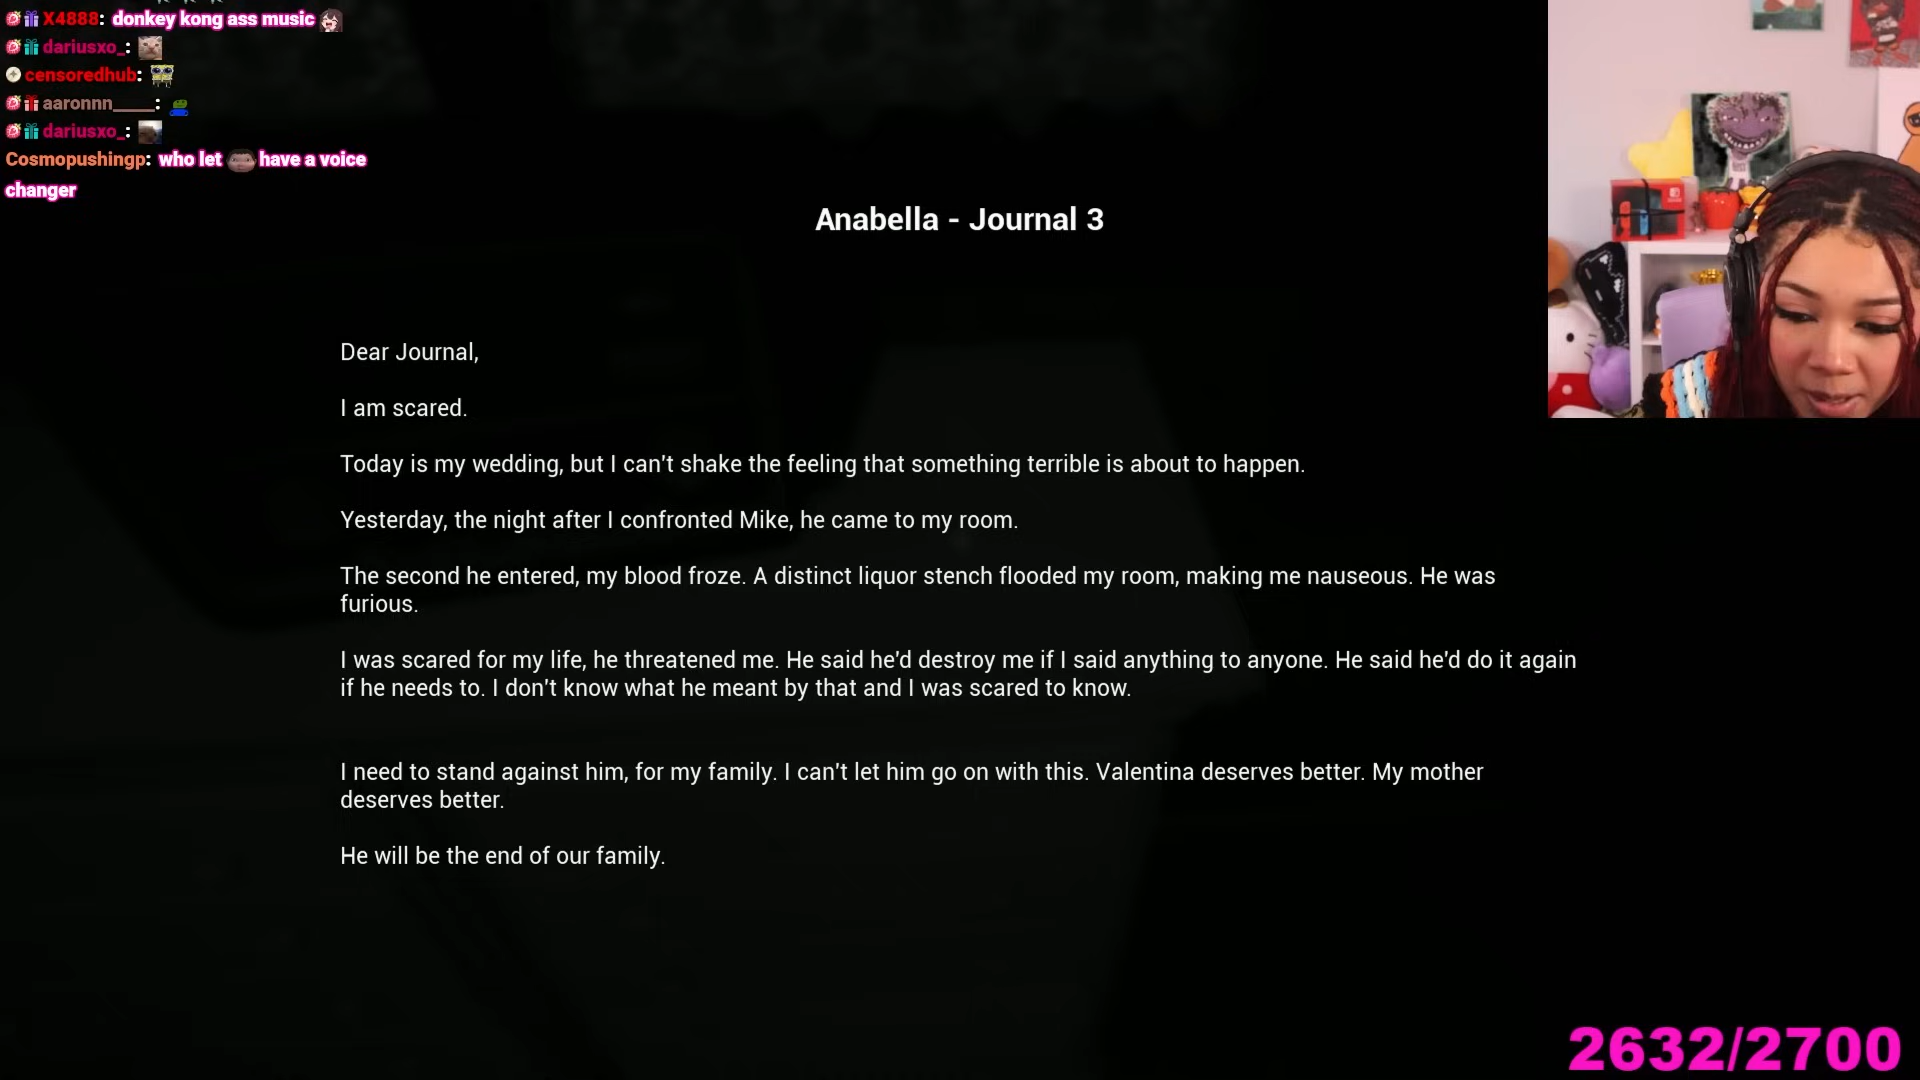 X4888: donkey kong ass music
dariusxo_:
censoredhub:
aaronnn____:
dariusxo_:
Cosmopushingp: who let have a voice
changer
Anabella - Journal 3
Dear Journal,
I am scared.
Today is my wedding, but I can't shake the feeling that something terrible is about to happen.
Yesterday, the night after I confronted Mike, he came to my room.
The second he entered, my blood froze. A distinct liquor stench flooded my room, making me nauseous. He was
furious.
I was scared for my life, he threatened me. He said he'd destroy me if I said anything to anyone. He said he'd do it again
if he needs to. I don't know what he meant by that and I was scared to know.
I need to stand against him, for my family. I can't let him go on with this. Valentina deserves better. My mother
deserves better.
He will be the end of our family.
2632/2700